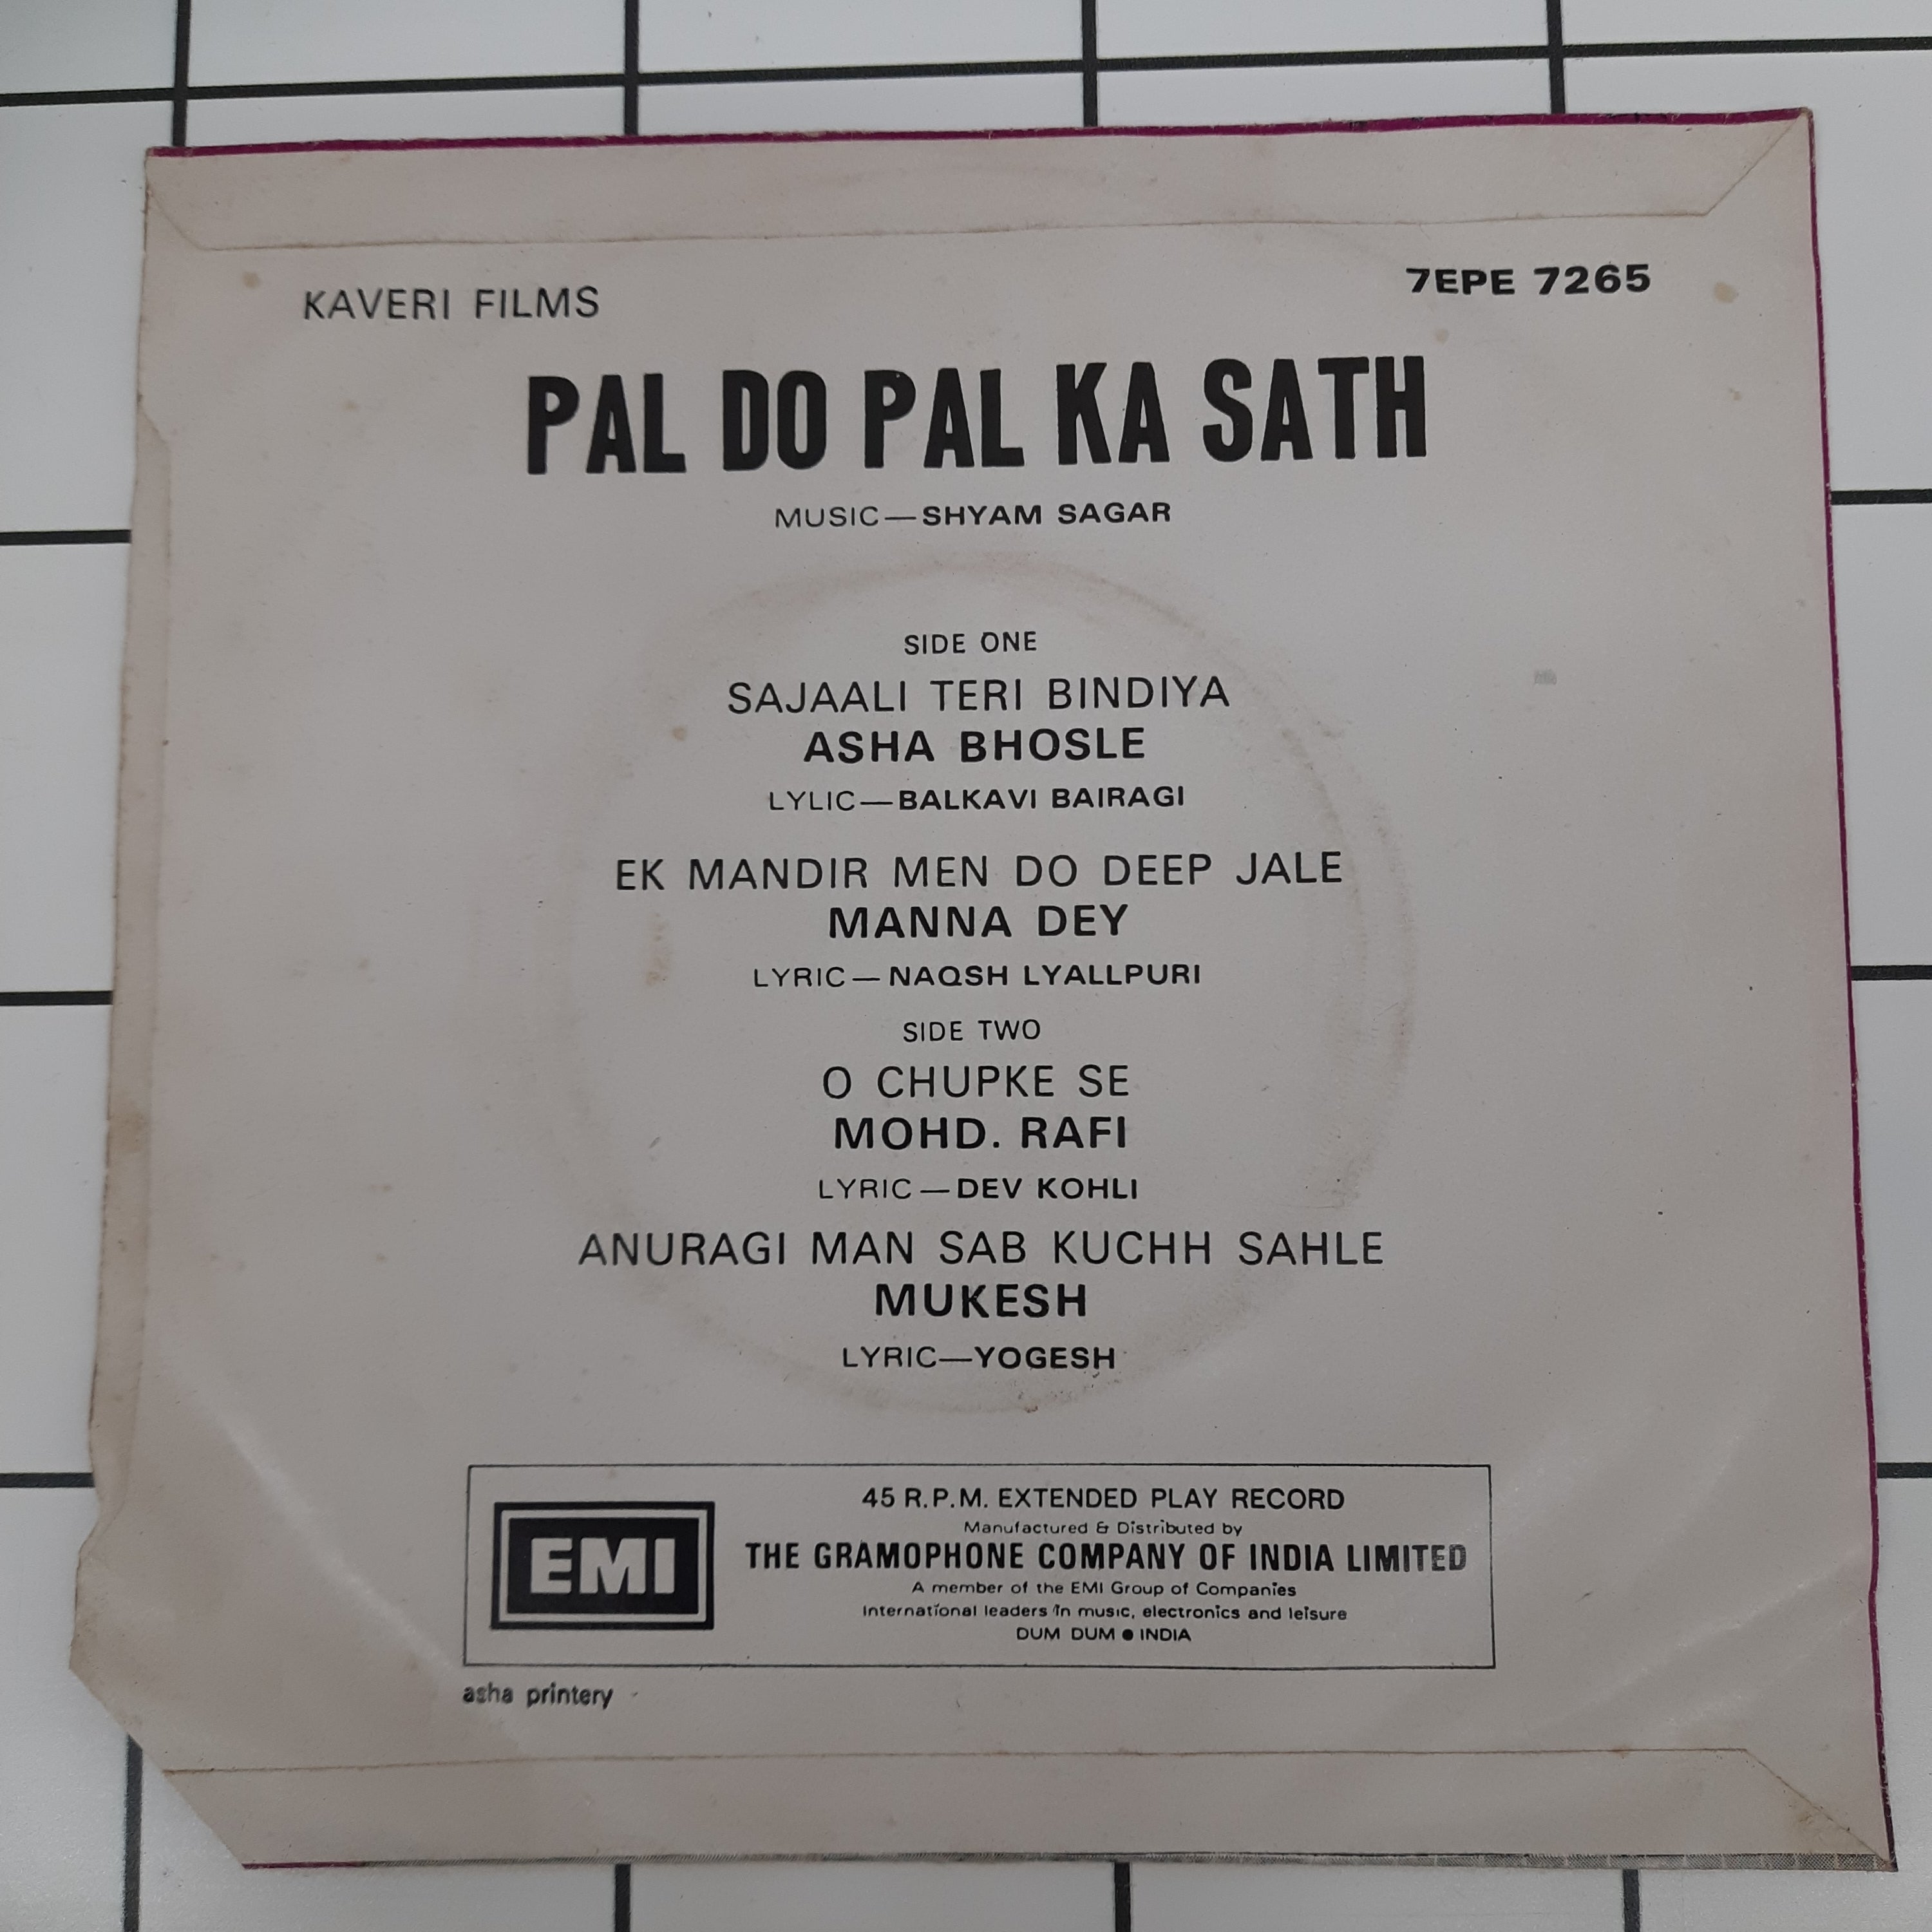 KAVERI FILMS
7EPE 7265
PAL DO PAL KA SATH
MUSIC—SHYAM SAGAR
SIDE ONE
SAJAALI TERI BINDIYA
ASHA BHOSLE
LYLIC—BALKAVI BAIRAGI
EK MANDIR MEN DO DEEP JALE
MANNA DEY
LYRIC—NAQSH LYALLPURI
SIDE TWO
O CHUPKE SE
MOHD. RAFI
LYRIC—DEV KOHLI
ANURAGI MAN SAB KUCHH SAHLE
MUKESH
LYRIC—YOGESH
EMI
45 R.P.M. EXTENDED PLAY RECORD
Manufactured & Distributed by
THE GRAMOPHONE COMPANY OF INDIA LIMITED
A member of the EMI Group of Companies
International leaders in music, electronics and leisure
DUM DUM ● INDIA
asha printery